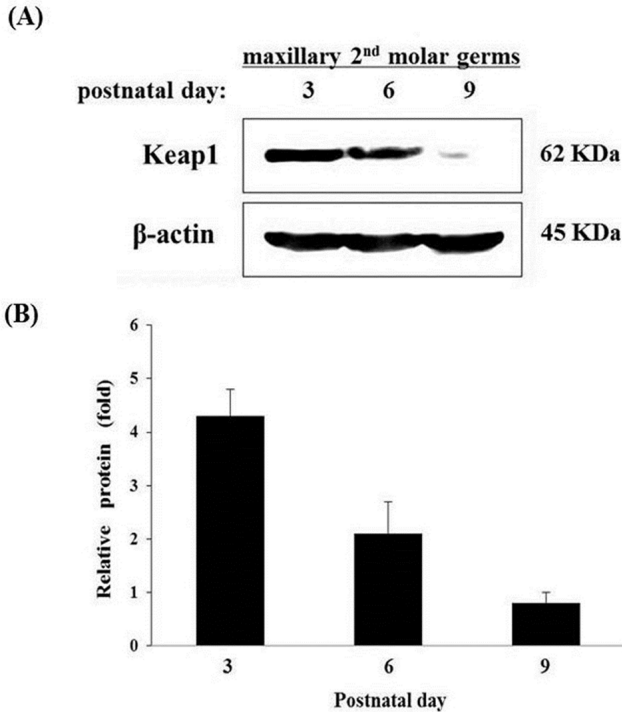 (A)
maxillary 2nd molar germs
postnatal day: 3 6 9
Keap1 62 KDa
β-actin 45 KDa
(B)
6
5
4
3
2
1
0
Relative protein (fold)
3 6 9
Postnatal day